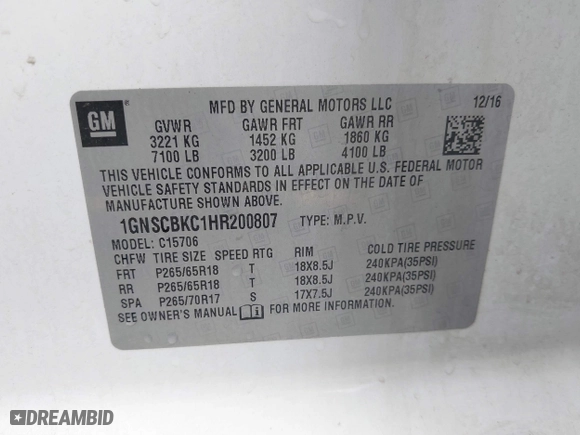 GM
MFD BY GENERAL MOTORS LLC 12/16
GVWR GAWR FRT GAWR RR
3221 KG 1452 KG 1860 KG
7100 LB 3200 LB 4100 LB
THIS VEHICLE CONFORMS TO ALL APPLICABLE U.S. FEDERAL MOTOR
VEHICLE SAFETY STANDARDS IN EFFECT ON THE DATE OF
MANUFACTURE SHOWN ABOVE.
1GNSCBKC1HR200807 TYPE: M.P.V.
MODEL: C15706
CHFW TIRE SIZE SPEED RTG RIM COLD TIRE PRESSURE
FRT P265/65R18 T 18X8.5J 240KPA(35PSI)
RR P265/65R18 T 18X8.5J 240KPA(35PSI)
SPA P265/70R17 S 17X7.5J 240KPA(35PSI)
SEE OWNER'S MANUAL FOR MORE INFORMATION.
DREAMBID